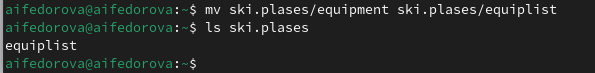 aifedorova@aifedorova:~$ mv ski.plases/equipment ski.plases/equiplist
aifedorova@aifedorova:~$ ls ski.plases
equiplist
aifedorova@aifedorova:~$